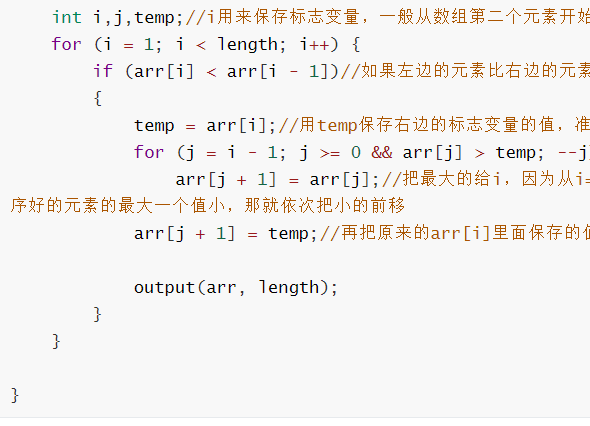 int i,j,temp;//i用来保存标志变量，一般从数组第二个元素开始
for (i = 1; i < length; i++) {
if (arr[i] < arr[i - 1])//如果左边的元素比右边的元素
{
temp = arr[i];//用temp保存右边的标志变量的值，准
for (j = i - 1; j >= 0 && arr[j] > temp; --j)
arr[j + 1] = arr[j];//把最大的给i，因为从i=
序好的元素的最大一个值小，那就依次把小的前移
arr[j + 1] = temp;//再把原来的arr[i]里面保存的值
output(arr, length);
}
}
}